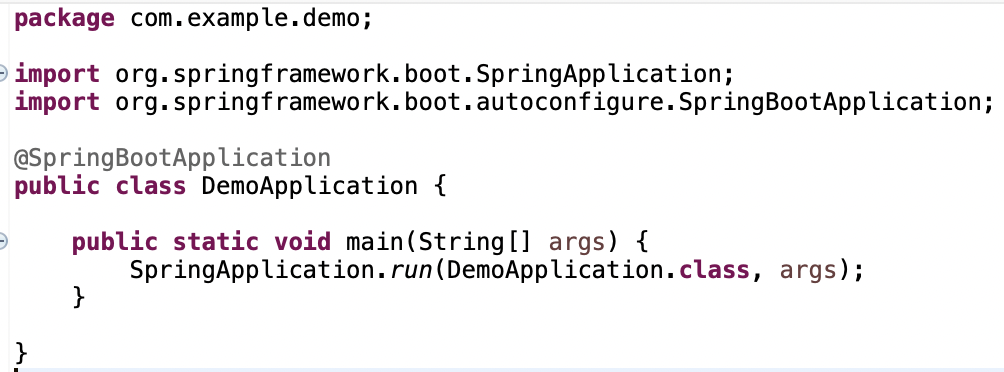 package com.example.demo;
import org.springframework.boot.SpringApplication;
import org.springframework.boot.autoconfigure.SpringBootApplication;
@SpringBootApplication
public class DemoApplication {
public static void main(String[] args) {
SpringApplication.run(DemoApplication.class, args);
}
}